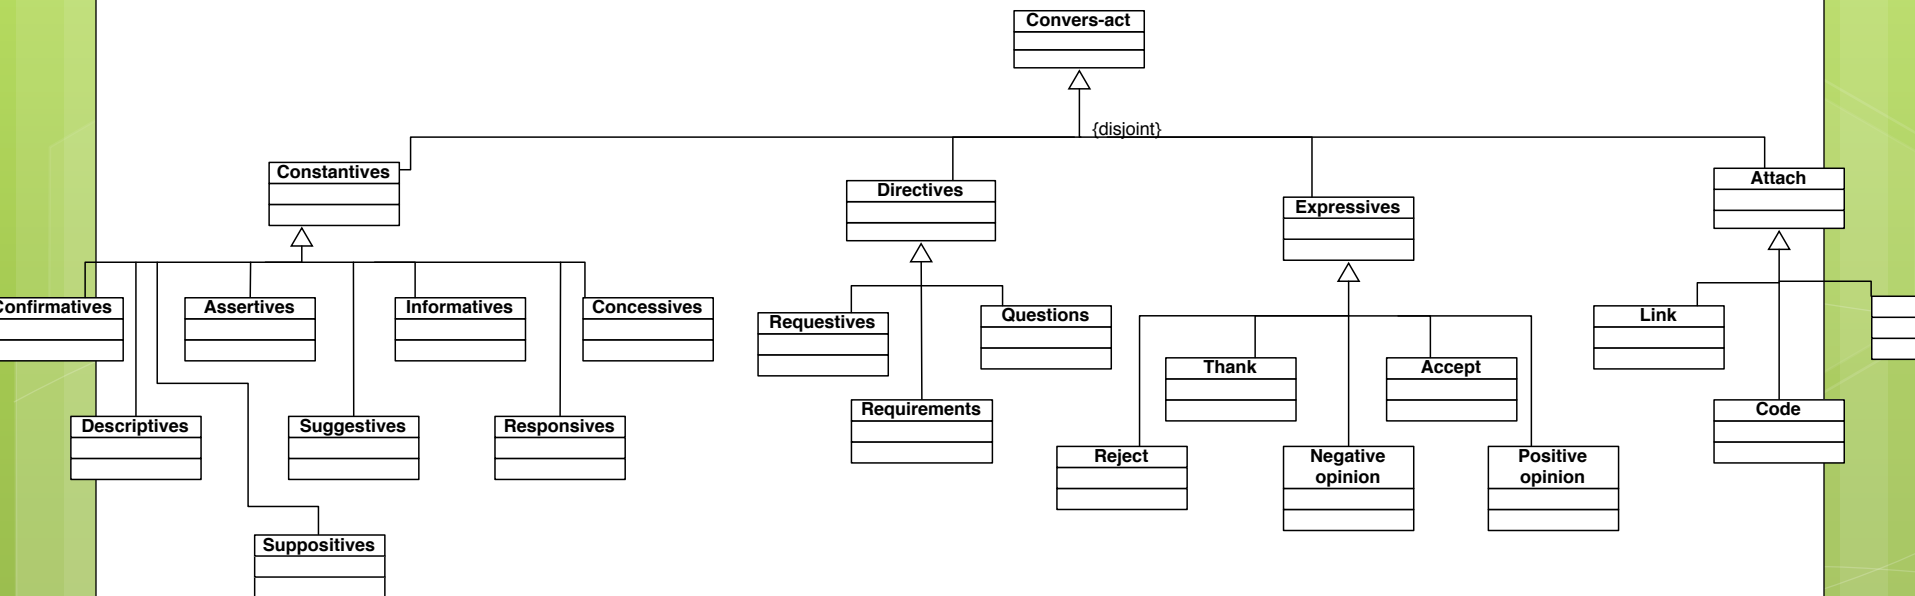 Convers-act
{disjoint}
Constantives
Directives
Expressives
Attach
Confirmatives
Assertives
Informatives
Concessives
Requestives
Questions
Link
Thank
Accept
Requirements
Code
Descriptives
Suggestives
Responsives
Reject
Negative
opinion
Positive
opinion
Suppositives